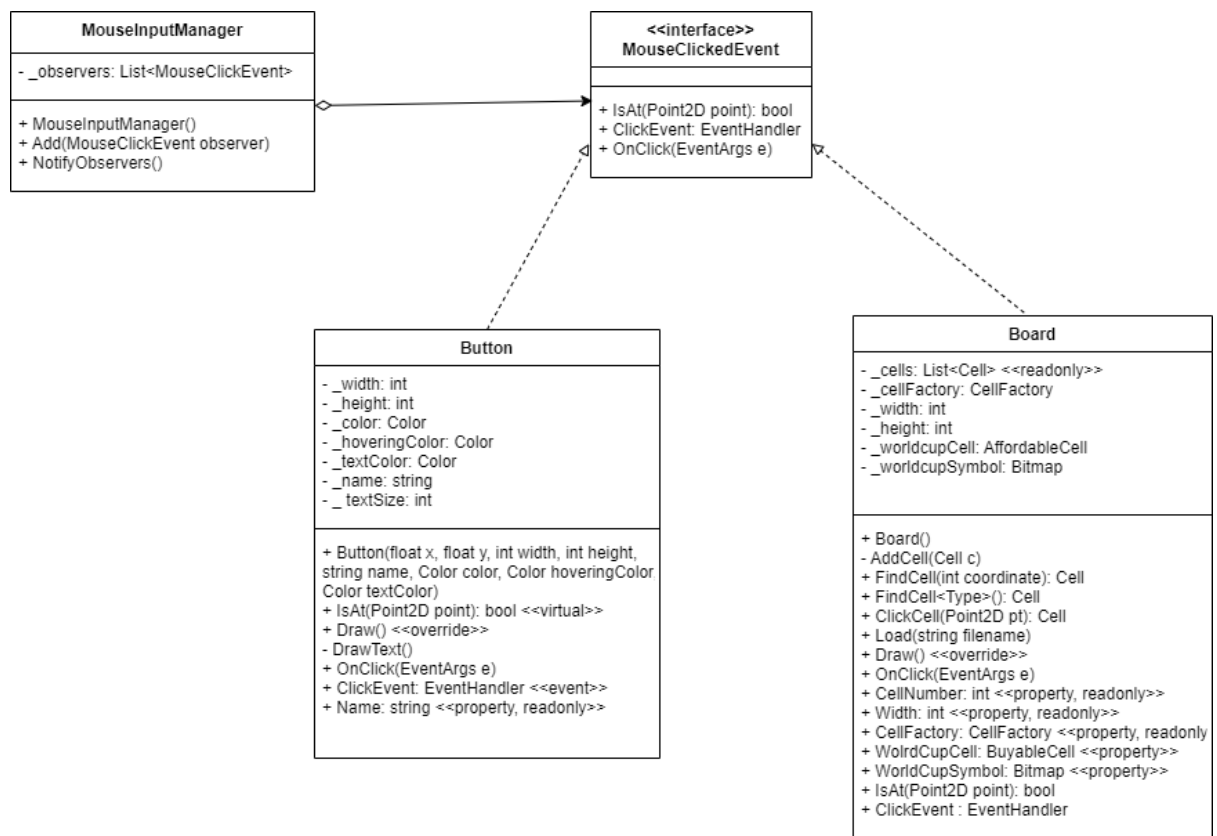 MouseInputManager
- _observers: List<MouseClickEvent>
+ MouseInputManager()
+ Add(MouseClickEvent observer)
+ NotifyObservers()
<<interface>>
MouseClickedEvent
+ IsAt(Point2D point): bool
+ ClickEvent: EventHandler
+ OnClick(EventArgs e)
Button
- _width: int
- _height: int
- _color: Color
- _hoveringColor: Color
- _textColor: Color
- _name: string
- _ textSize: int
+ Button(float x, float y, int width, int height,
string name, Color color, Color hoveringColor
Color textColor)
+ IsAt(Point2D point): bool <<virtual>>
+ Draw() <<override>>
- DrawText()
+ OnClick(EventArgs e)
+ ClickEvent: EventHandler <<event>>
+ Name: string <<property, readonly>>
Board
- _cells: List<Cell> <<readonly>>
- _cellFactory: CellFactory
- _width: int
- _height: int
- _worldcupCell: AffordableCell
- _worldcupSymbol: Bitmap
+ Board()
- AddCell(Cell c)
+ FindCell(int coordinate): Cell
+ FindCell<Type>(): Cell
+ ClickCell(Point2D pt): Cell
+ Load(string filename)
+ Draw() <<override>>
+ OnClick(EventArgs e)
+ CellNumber: int <<property, readonly>>
+ Width: int <<property, readonly>>
+ CellFactory: CellFactory <<property, readonly
+ WolrdCupCell: BuyableCell <<property>>
+ WorldCupSymbol: Bitmap <<property>>
+ IsAt(Point2D point): bool
+ ClickEvent : EventHandler